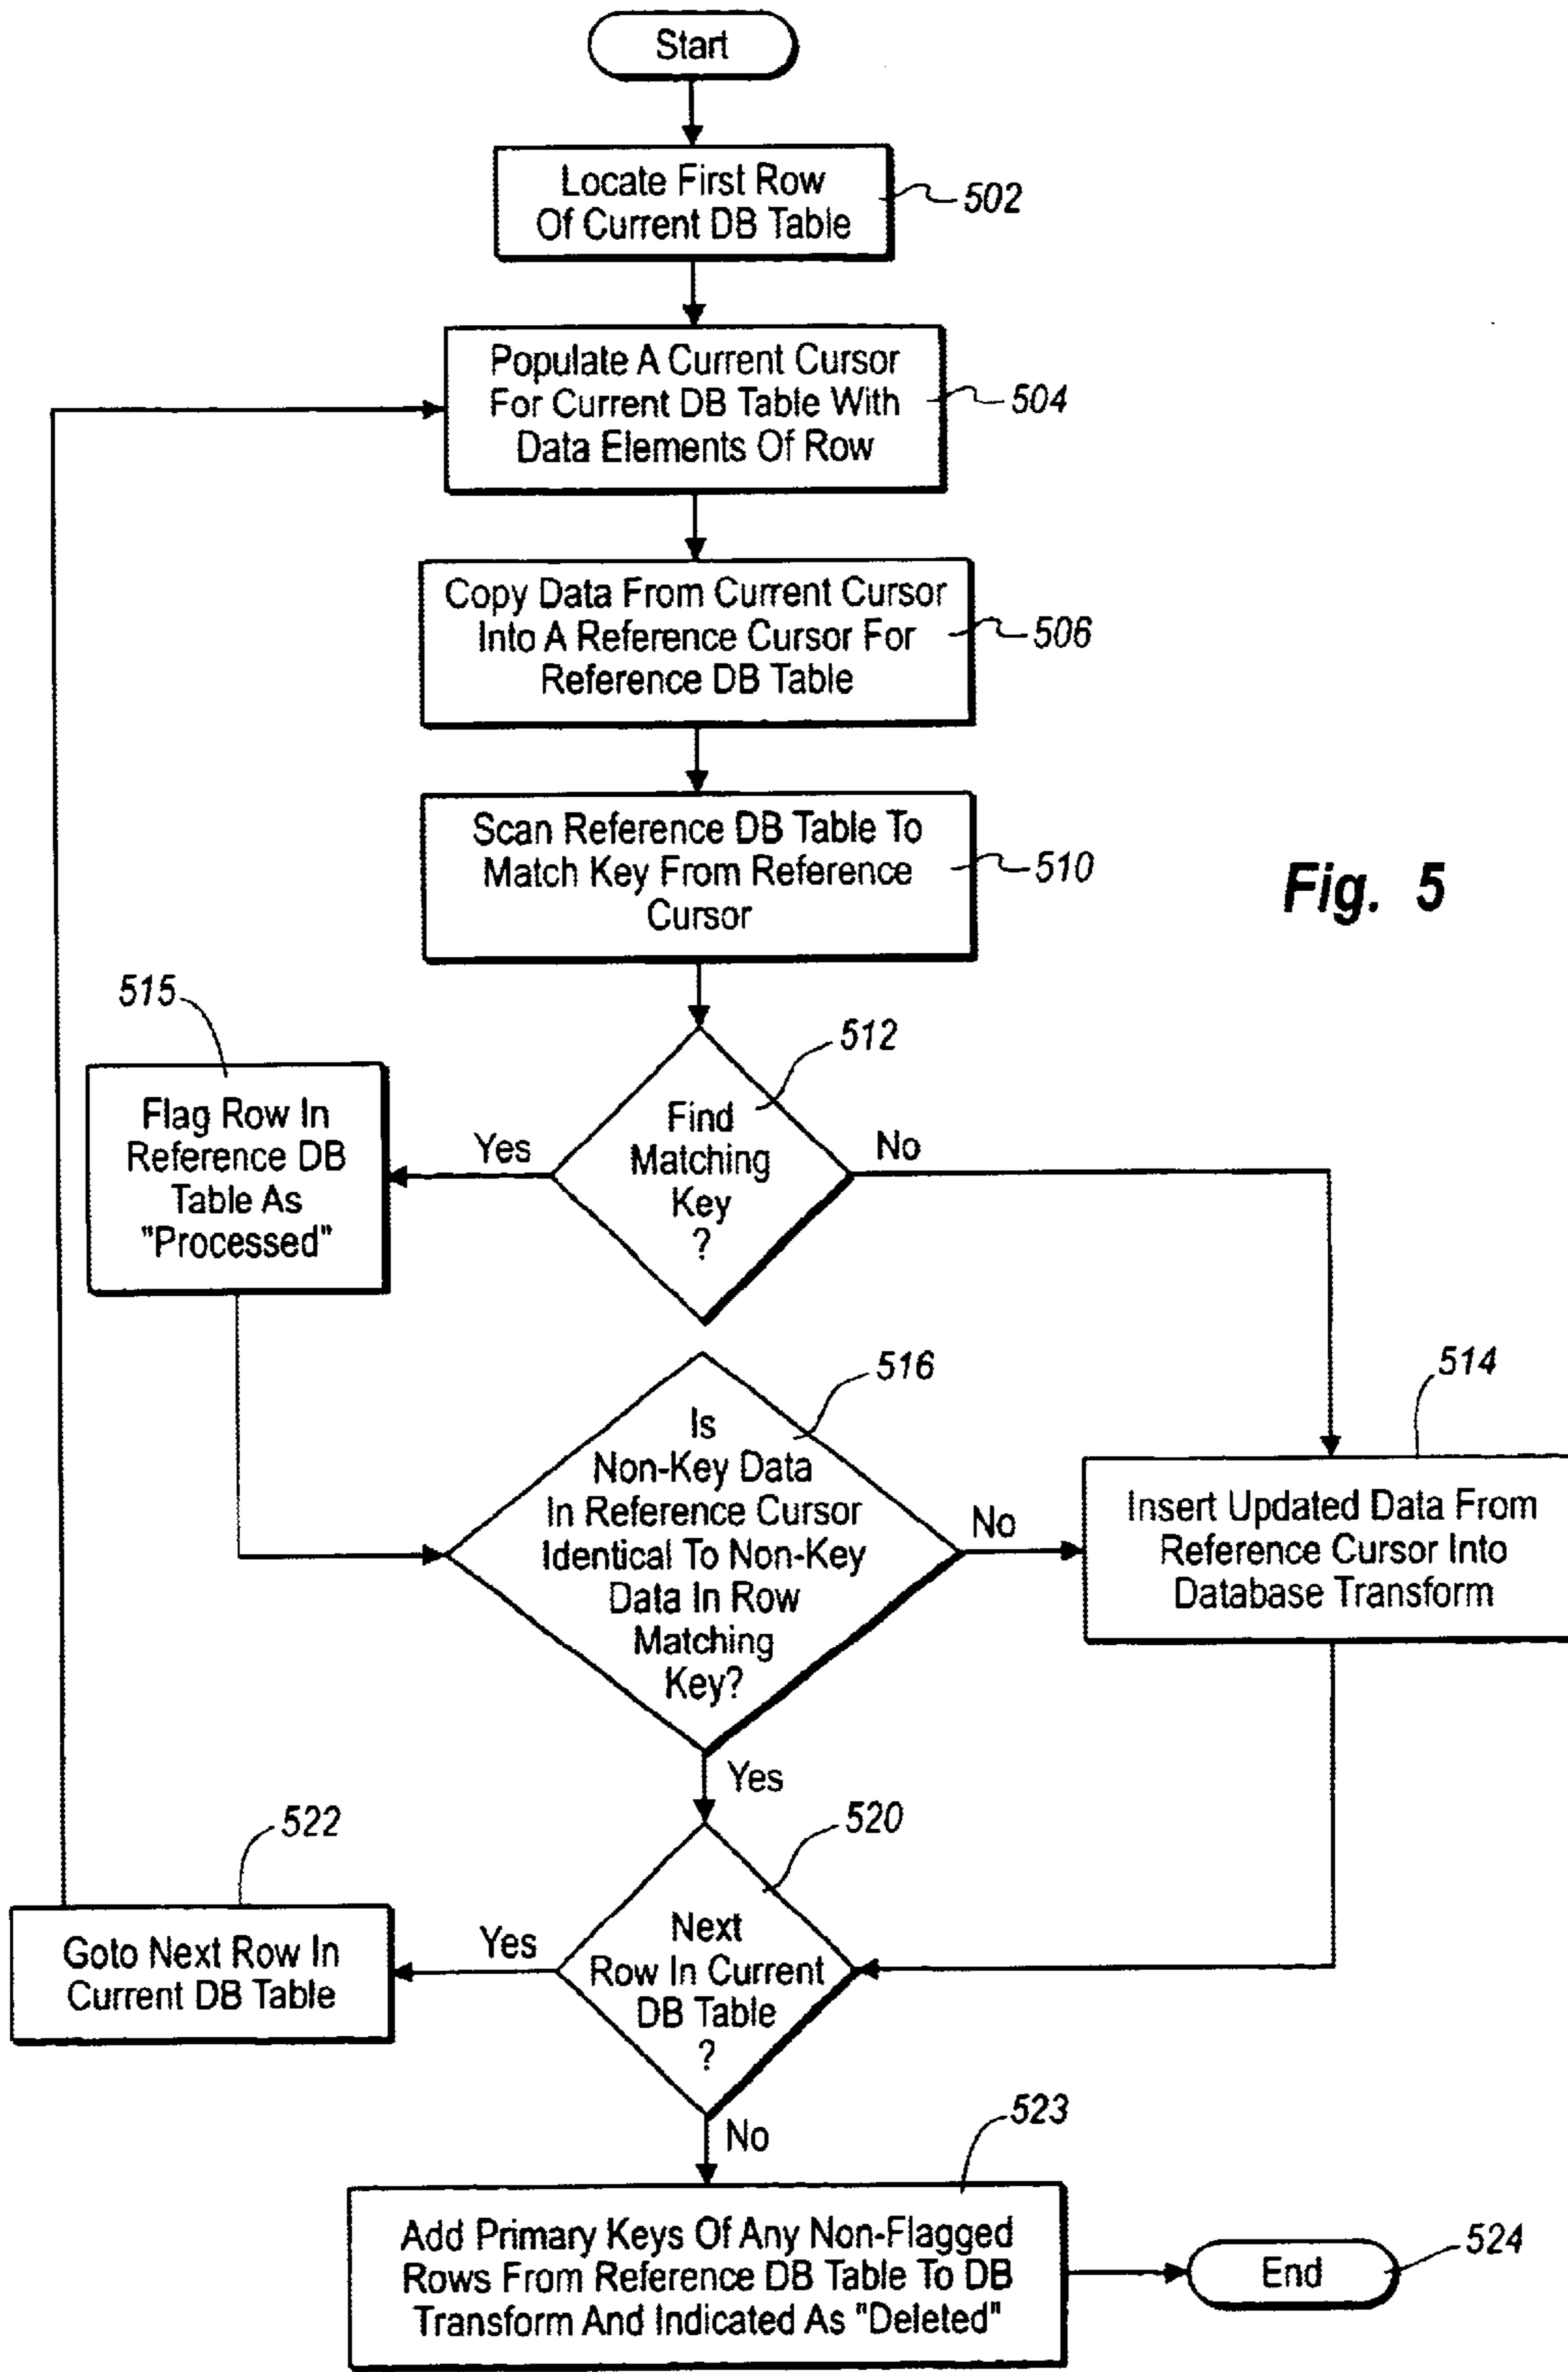 Start
Locate First Row
Of Current DB Table
502
Populate A Current Cursor
For Current DB Table With
Data Elements Of Row
504
Copy Data From Current Cursor
Into A Reference Cursor For
Reference DB Table
506
Scan Reference DB Table To
Match Key From Reference
Cursor
510
Fig. 5
515
Flag Row In
Reference DB
Table As
"Processed"
Yes
512
Find
Matching
Key
?
No
516
Is
Non-Key Data
In Reference Cursor
Identical To Non-Key
Data In Row
Matching
Key?
No
514
Insert Updated Data From
Reference Cursor Into
Database Transform
Yes
522
Goto Next Row In
Current DB Table
Yes
520
Next
Row In Current
DB Table
?
No
523
Add Primary Keys Of Any Non-Flagged
Rows From Reference DB Table To DB
Transform And Indicated As "Deleted"
End
524